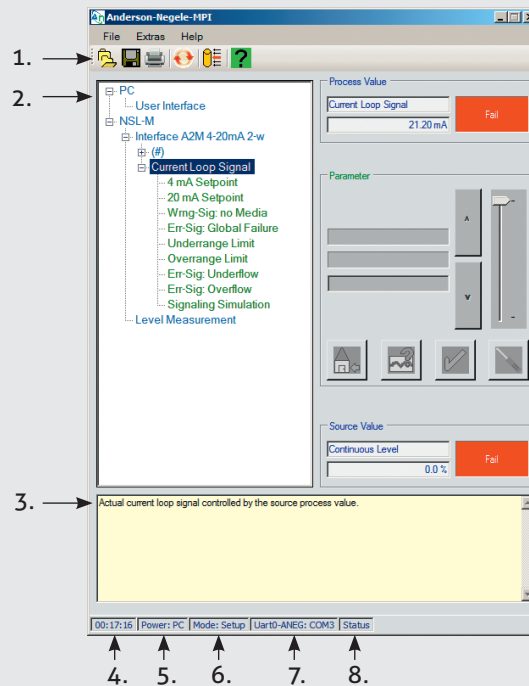 Anderson-Negele-MPI
File Extras Help
1.
2.
PC
User Interface
NSL-M
Interface A2M 4-20mA 2-w
(#)
Current Loop Signal
4 mA Setpoint
20 mA Setpoint
Wrng-Sig: no Media
Err-Sig: Global Failure
Underrange Limit
Overrange Limit
Err-Sig: Underflow
Err-Sig: Overflow
Signaling Simulation
Level Measurement
Process Value
Current Loop Signal
21.20 mA
Fail
Parameter
Source Value
Continuous Level
0.0 %
Fail
3.
Actual current loop signal controlled by the source process value.
00:17:16 Power: PC Mode: Setup Uart0-ANEG: COM3 Status
4. 5. 6. 7. 8.